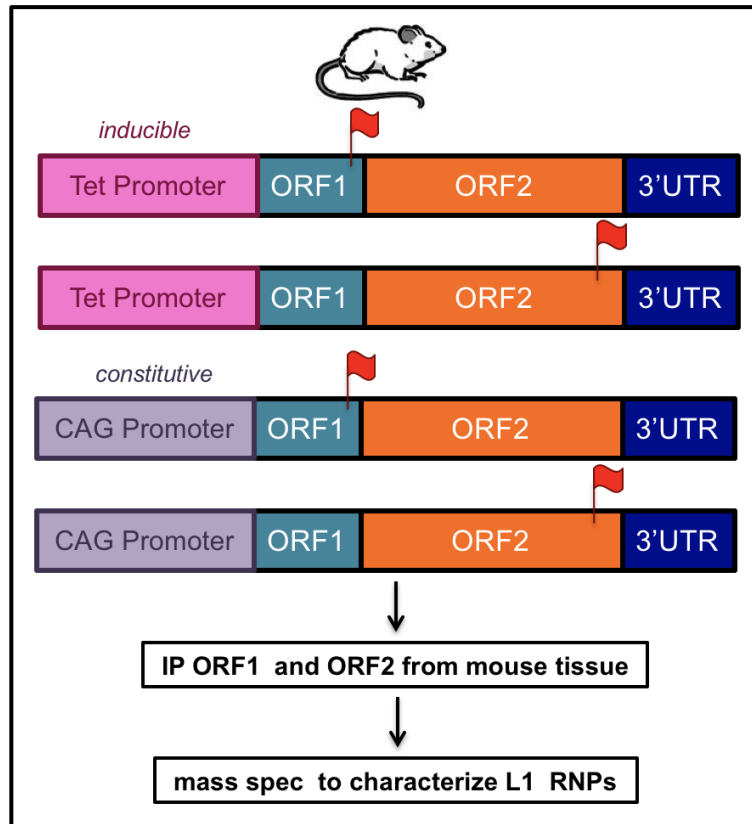 inducible
Tet Promoter ORF1 ORF2 3'UTR
Tet Promoter ORF1 ORF2 3'UTR
constitutive
CAG Promoter ORF1 ORF2 3'UTR
CAG Promoter ORF1 ORF2 3'UTR
IP ORF1 and ORF2 from mouse tissue
mass spec to characterize L1 RNPs